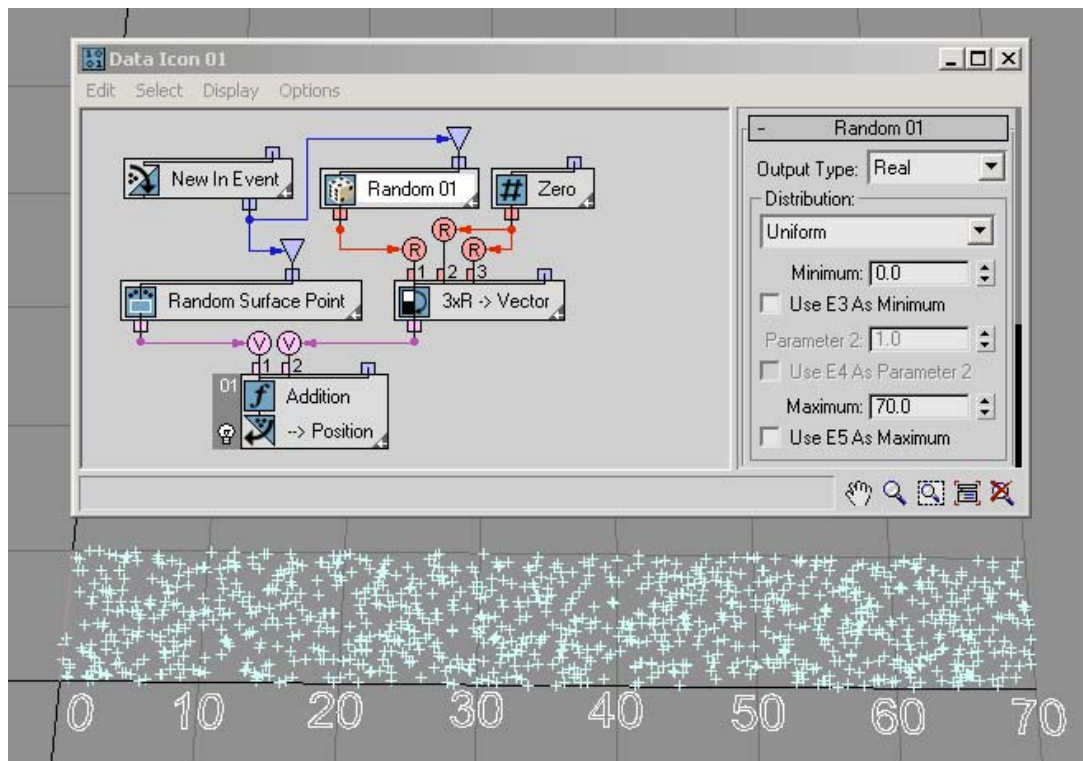 Data Icon 01
Edit Select Display Options
New In Event
Random 01
# Zero
R
R R
1 2 3
Random Surface Point
3xR -> Vector
V V
1 2
01
f Addition
--> Position
- Random 01
Output Type: Real
Distribution:
Uniform
Minimum: 0.0
Use E3 As Minimum
Parameter 2: 1.0
Use E4 As Parameter 2
Maximum: 70.0
Use E5 As Maximum
0 10 20 30 40 50 60 70